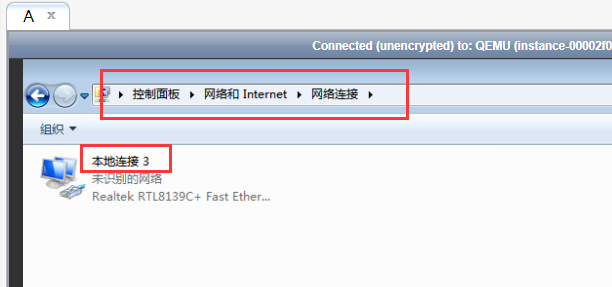 A x
Connected (unencrypted) to: QEMU (instance-00002f0
控制面板 网络和 Internet 网络连接
组织
本地连接 3
未识别的网络
Realtek RTL8139C+ Fast Ether...